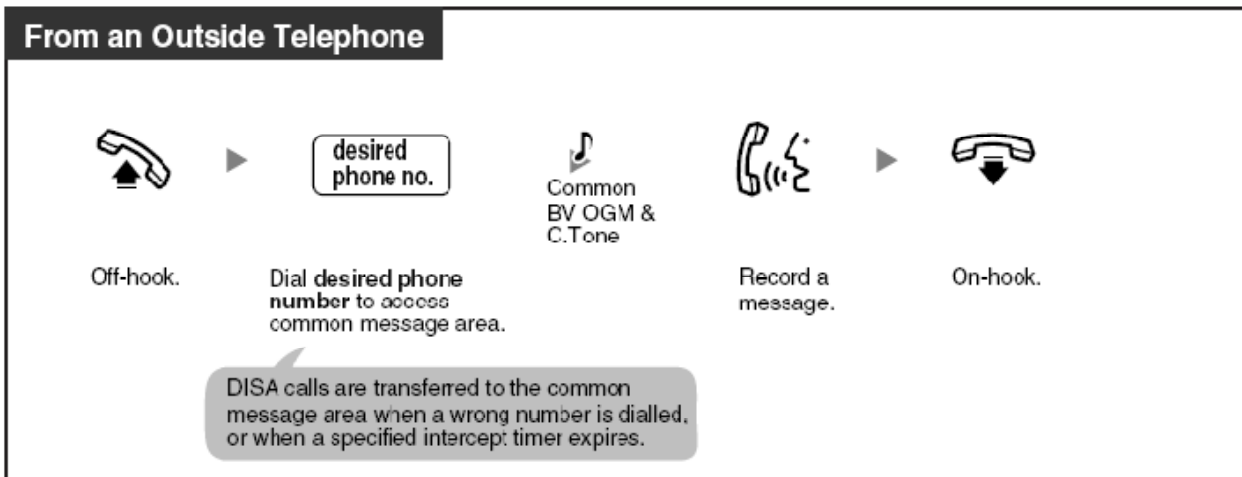 From an Outside Telephone
desired
phone no.
Common
BV OGM &
C.Tone
Off-hook.
Dial desired phone
number to access
common message area.
Record a
message.
On-hook.
DISA calls are transferred to the common
message area when a wrong number is dialled,
or when a specified intercept timer expires.